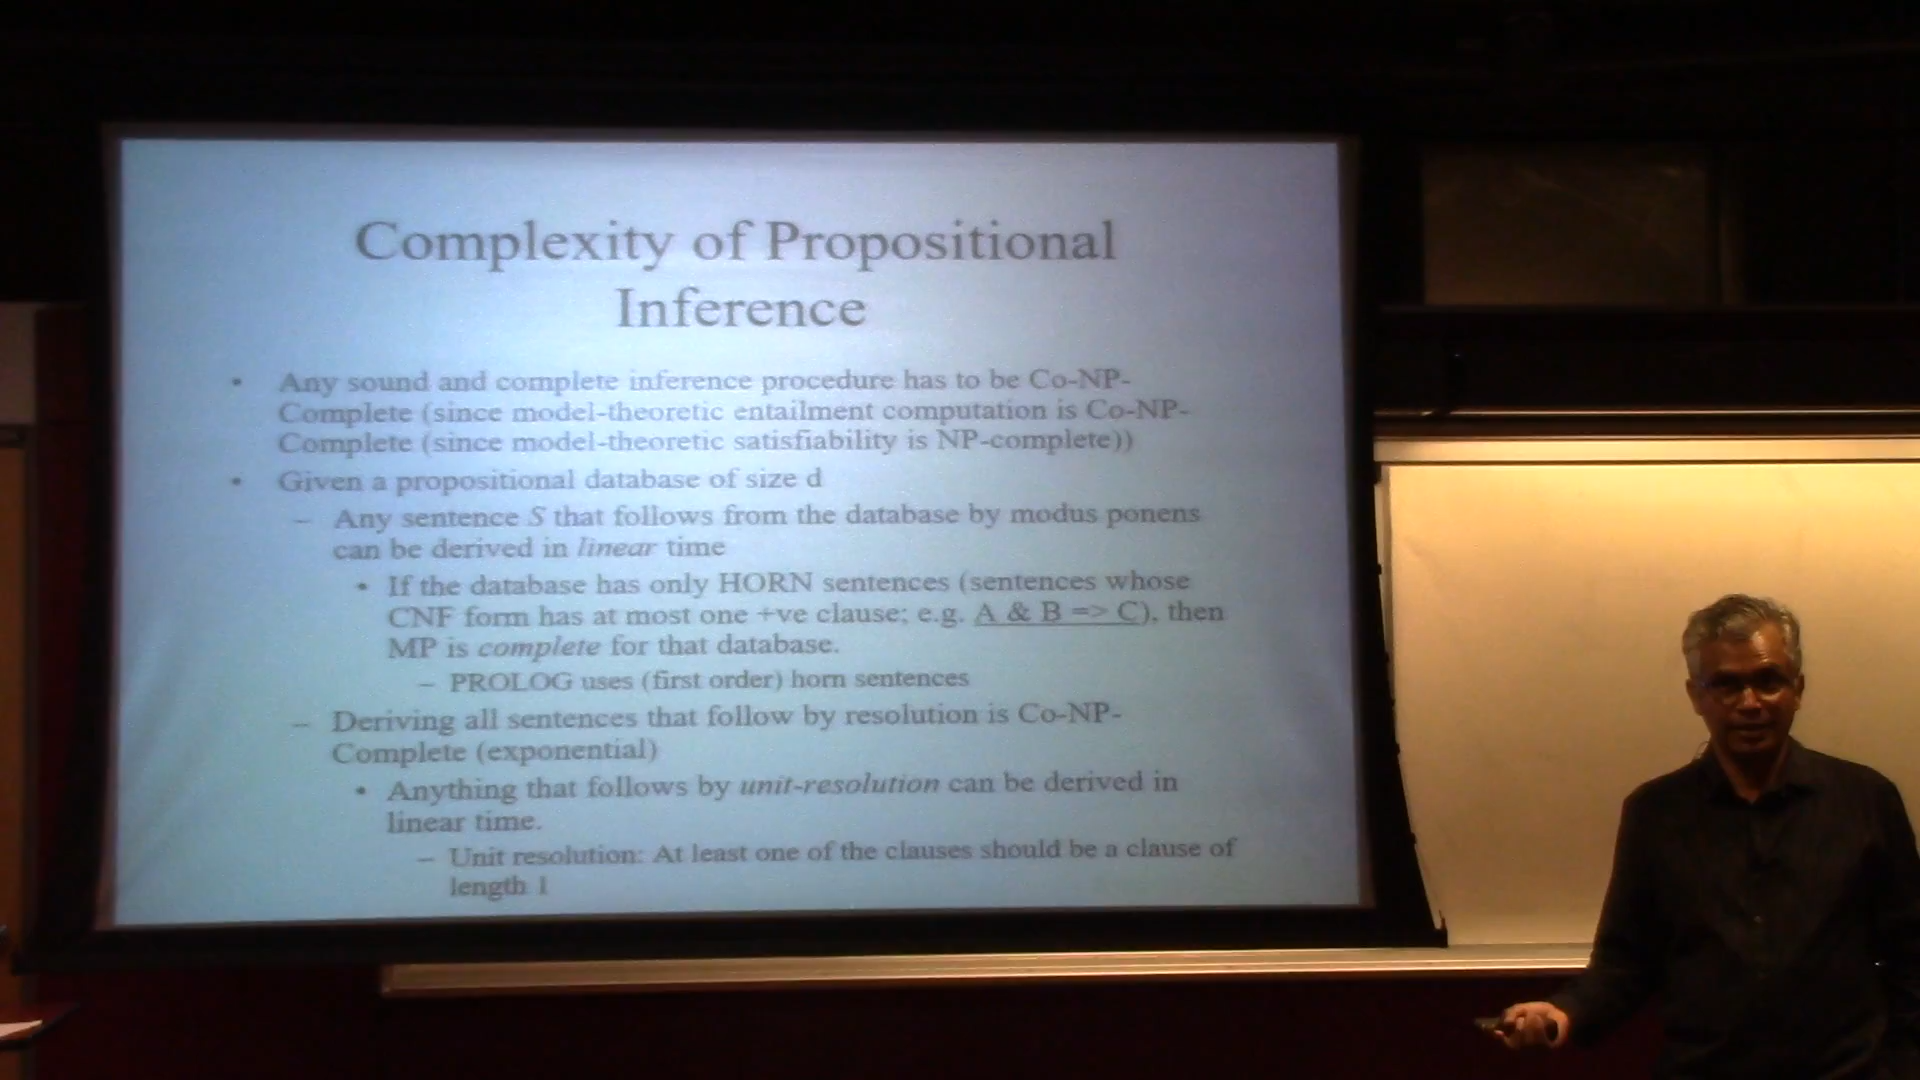 Complexity of Propositional
Inference
• Any sound and complete inference procedure has to be Co-NP-
Complete (since model-theoretic entailment computation is Co-NP-
Complete (since model-theoretic satisfiability is NP-complete))
• Given a propositional database of size d
– Any sentence S that follows from the database by modus ponens
can be derived in linear time
• If the database has only HORN sentences (sentences whose
CNF form has at most one +ve clause; e.g. A & B => C), then
MP is complete for that database.
– PROLOG uses (first order) horn sentences
– Deriving all sentences that follow by resolution is Co-NP-
Complete (exponential)
• Anything that follows by unit-resolution can be derived in
linear time.
– Unit resolution: At least one of the clauses should be a clause of
length 1